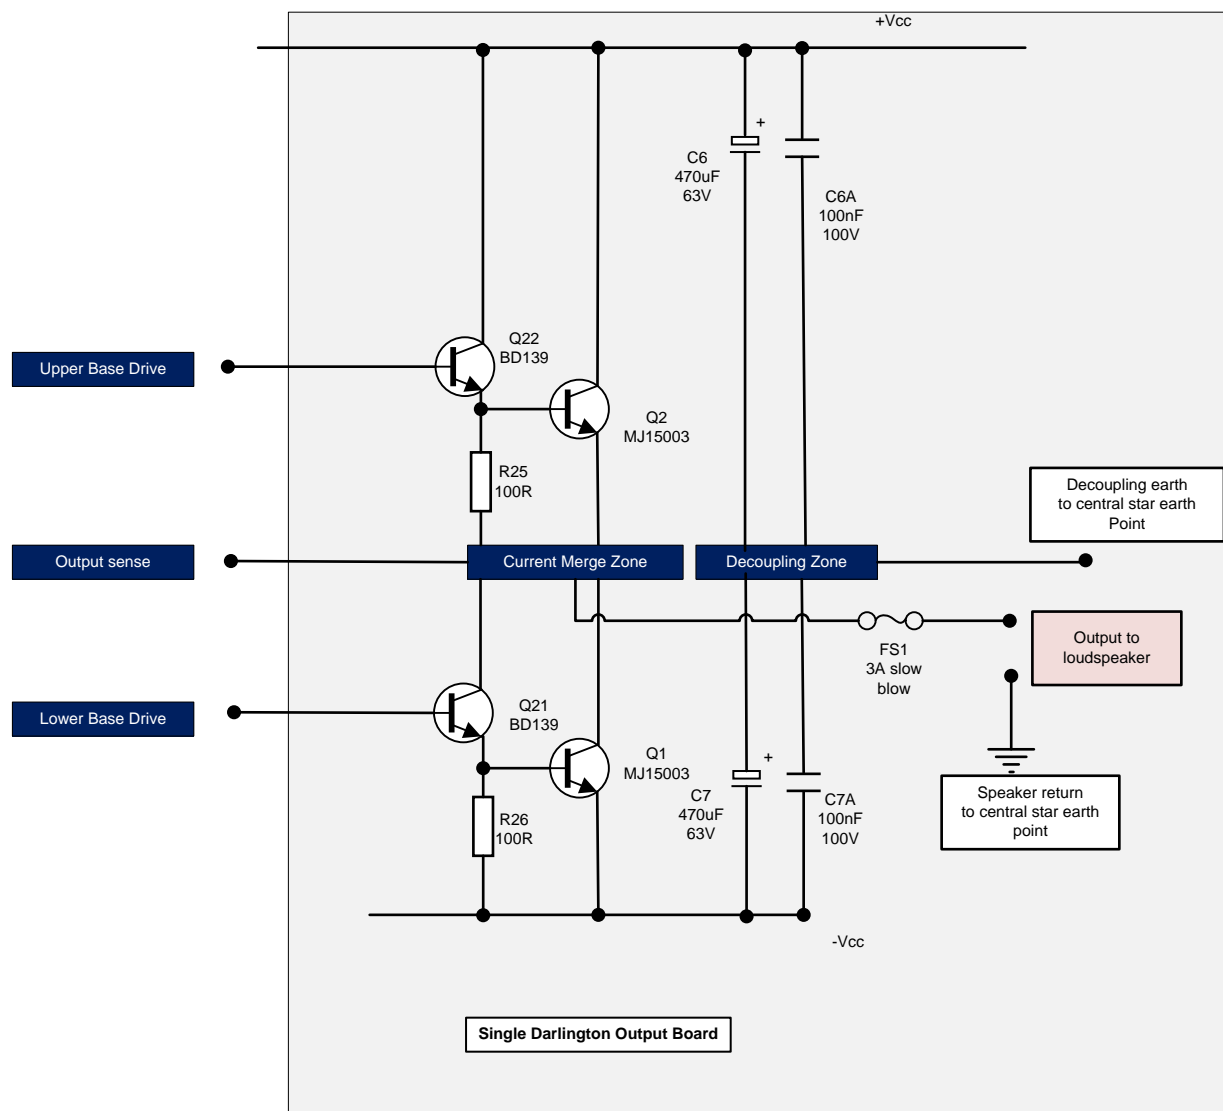 +Vcc
+
C6
470uF
63V
C6A
100nF
100V
Q22
BD139
Upper Base Drive
Q2
MJ15003
R25
100R
Decoupling earth
to central star earth
Point
Output sense
Current Merge Zone
Decoupling Zone
FS1
3A slow
blow
Output to
loudspeaker
Lower Base Drive
Q21
BD139
Q1
MJ15003
+
C7
470uF
63V
C7A
100nF
100V
R26
100R
Speaker return
to central star earth
point
-Vcc
Single Darlington Output Board